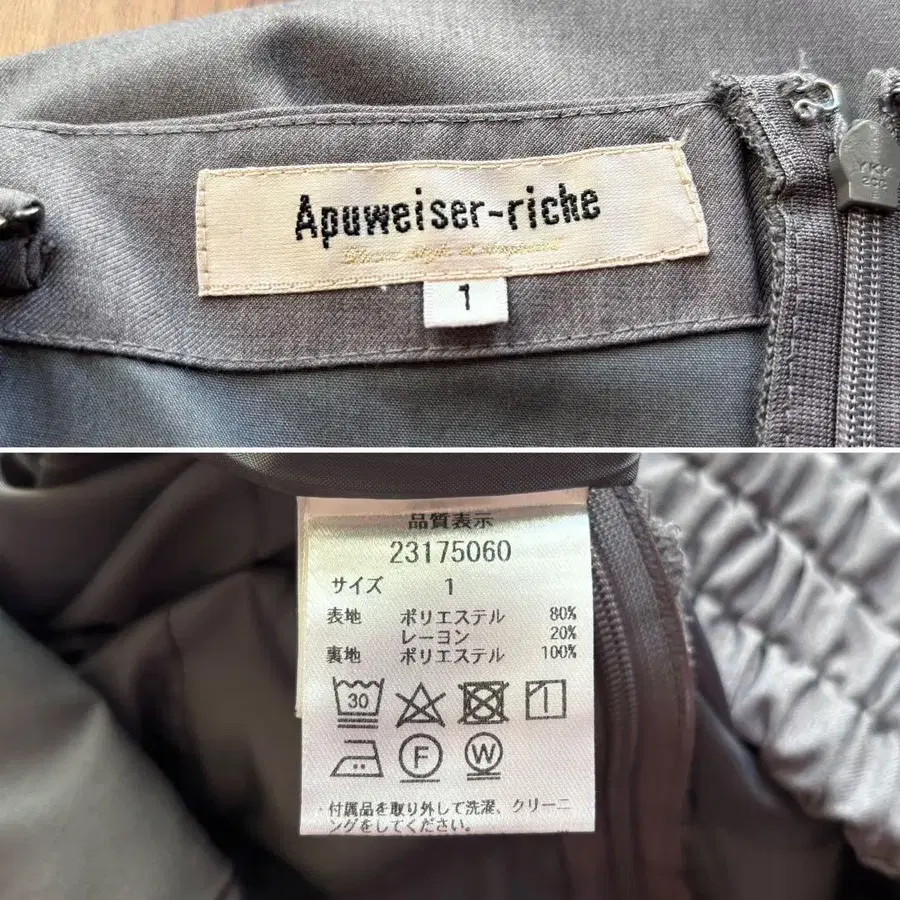 Apuweiser-riche
1
YKK
品質表示
23175060
サイズ 1
表地 ポリエステル 80%
レーヨン 20%
裏地 ポリエステル 100%
30
F
W
・付属品を取り外して洗濯、クリーニ
ングをしてください。